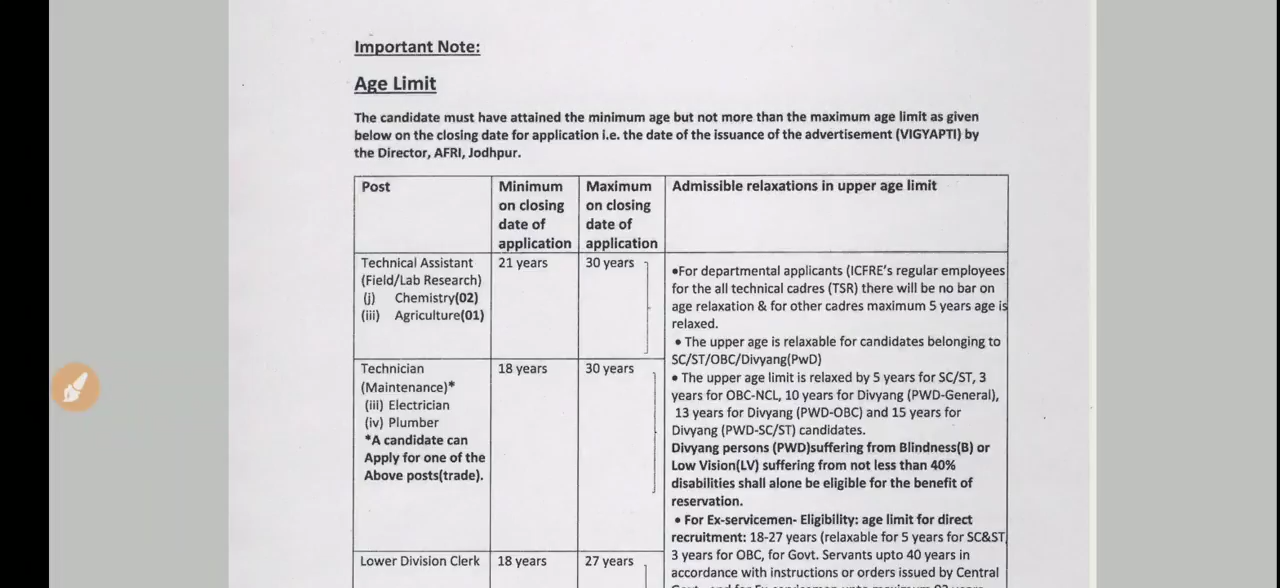 Important Note:
Age Limit
The candidate must have attained the minimum age but not more than the maximum age limit as given
below on the closing date for application i.e. the date of the issuance of the advertisement (VIGYAPTI) by
the Director, AFRI, Jodhpur.
Post
Minimum
on closing
date of
application
Maximum
on closing
date of
application
Admissible relaxations in upper age limit
Technical Assistant
(Field/Lab Research)
(j) Chemistry(02)
(iii) Agriculture(01)
21 years
30 years
•For departmental applicants (ICFRE's regular employees
for the all technical cadres (TSR) there will be no bar on
age relaxation & for other cadres maximum 5 years age is
relaxed.
• The upper age is relaxable for candidates belonging to
SC/ST/OBC/Divyang(PwD)
• The upper age limit is relaxed by 5 years for SC/ST, 3
years for OBC-NCL, 10 years for Divyang (PWD-General),
13 years for Divyang (PWD-OBC) and 15 years for
Divyang (PWD-SC/ST) candidates.
Divyang persons (PWD)suffering from Blindness(B) or
Low Vision(LV) suffering from not less than 40%
disabilities shall alone be eligible for the benefit of
reservation.
• For Ex-servicemen- Eligibility: age limit for direct
recruitment: 18-27 years (relaxable for 5 years for SC&ST,
3 years for OBC, for Govt. Servants upto 40 years in
accordance with instructions or orders issued by Central
Technician
(Maintenance)*
(iii) Electrician
(iv) Plumber
*A candidate can
Apply for one of the
Above posts(trade).
18 years
30 years
Lower Division Clerk
18 years
27 years